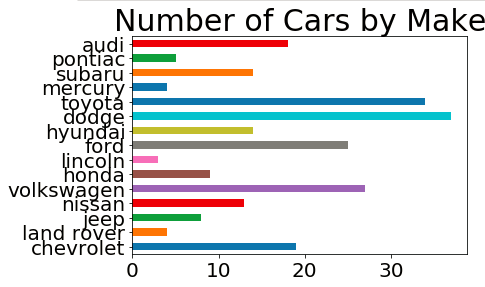 Number of Cars by Make
audi
pontiac
subaru
mercury
toyota
dodge
hyundai
ford
lincoln
honda
volkswagen
nissan
jeep
land rover
chevrolet
0 10 20 30